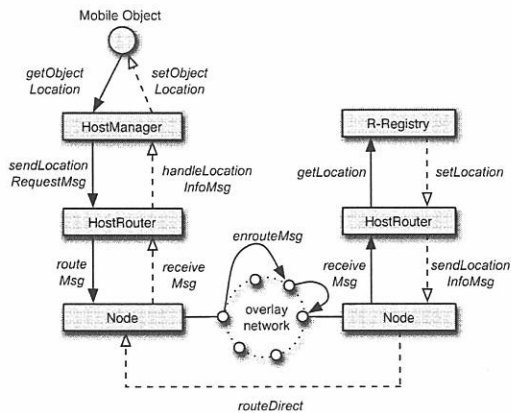 Mobile Object
getObject
Location
setObject
Location
HostManager
R-Registry
sendLocation
RequestMsg
handleLocation
InfoMsg
getLocation
setLocation
HostRouter
HostRouter
enrouteMsg
route
Msg
receive
Msg
receive
Msg
sendLocation
InfoMsg
Node
overlay
network
Node
routeDirect